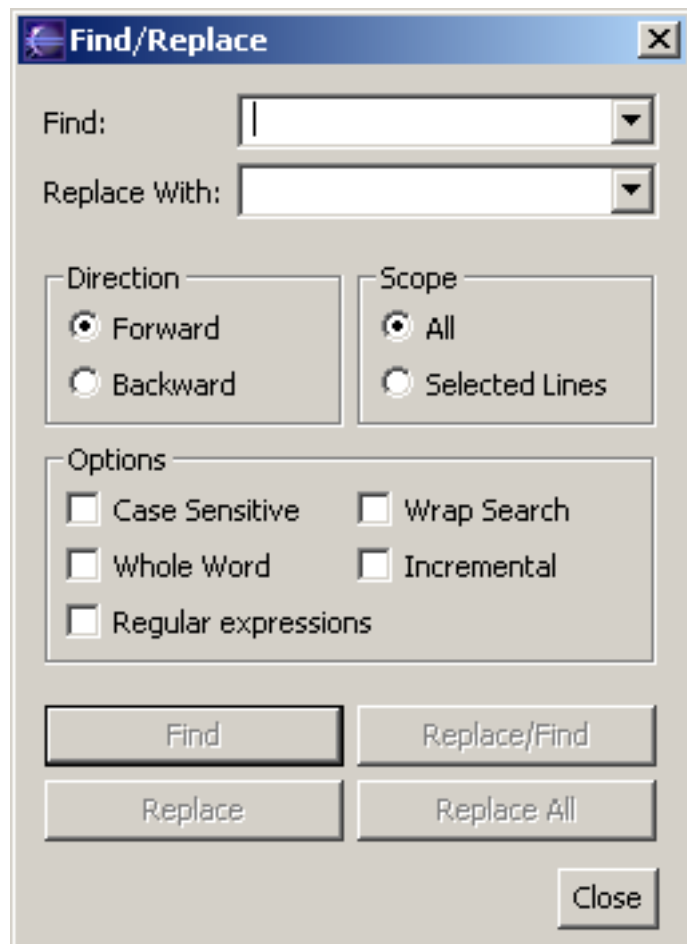 Find/Replace
Find:
Replace With:
Direction
Forward
Backward
Scope
All
Selected Lines
Options
Case Sensitive
Wrap Search
Whole Word
Incremental
Regular expressions
Find
Replace/Find
Replace
Replace All
Close